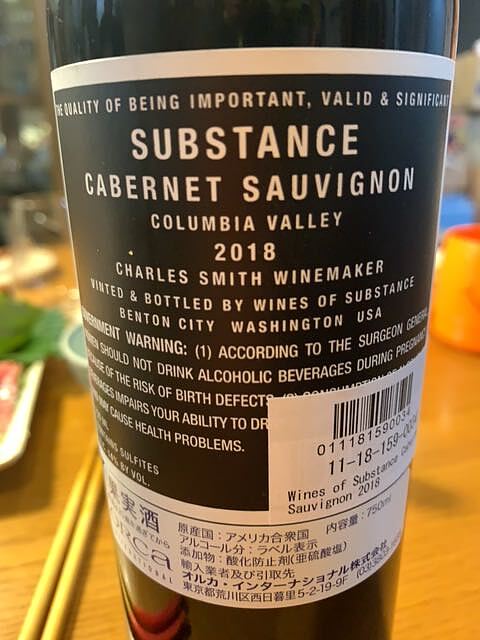 THE QUALITY OF BEING IMPORTANT, VALID & SIGNIFICANT
SUBSTANCE
CABERNET SAUVIGNON
COLUMBIA VALLEY
2018
CHARLES SMITH WINEMAKER
VINTED & BOTTLED BY WINES OF SUBSTANCE
BENTON CITY WASHINGTON USA
WARNING: (1) ACCORDING TO THE SURGEON GENERAL,
SHOULD NOT DRINK ALCOHOLIC BEVERAGES DURING
OF THE RISK OF BIRTH DEFECTS. (2)
IMPAIRS YOUR ABILITY TO
MAY CAUSE HEALTH PROBLEMS.
SULFITES
BY VOL.
11-18-159-
Wines of Substance
Sauvignon 2018
果実酒
原産国:アメリカ合衆国 内容量:750ml
アルコール分:ラベル表示
添加物:酸化防止剤(亜硫酸塩)
輸入業者及び引取先
オルカ・インターナショナル株式会社
東京都荒川区西日暮里5-2-19-9F